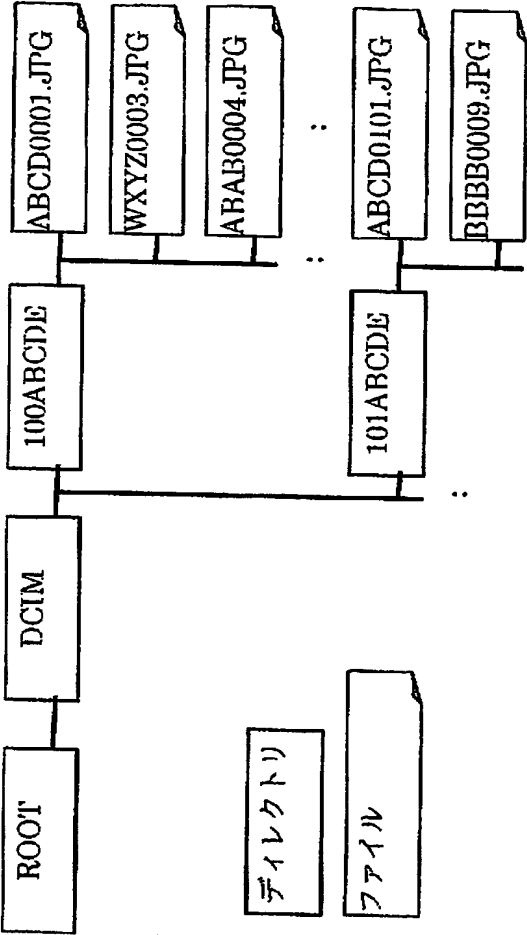 ROOT
DCIM
100ABCDE
ABCD0001.JPG
WXYZ0003.JPG
ABAB0004.JPG
:
:
101ABCDE
ABCD0101.JPG
BBBB0009.JPG
:
ディレクトリ
ファイル